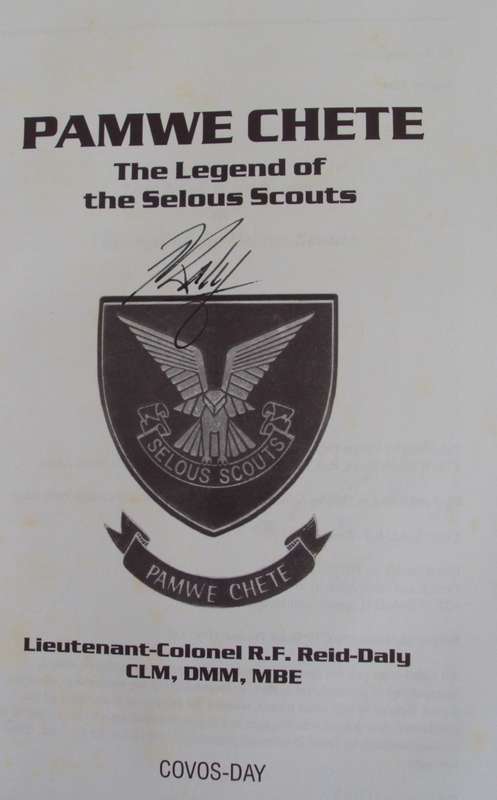 PAMWE CHETE
The Legend of
the Selous Scouts
SELOUS SCOUTS
PAMWE CHETE
Lieutenant-Colonel R.F. Reid-Daly
CLM, DMM, MBE
COVOS-DAY